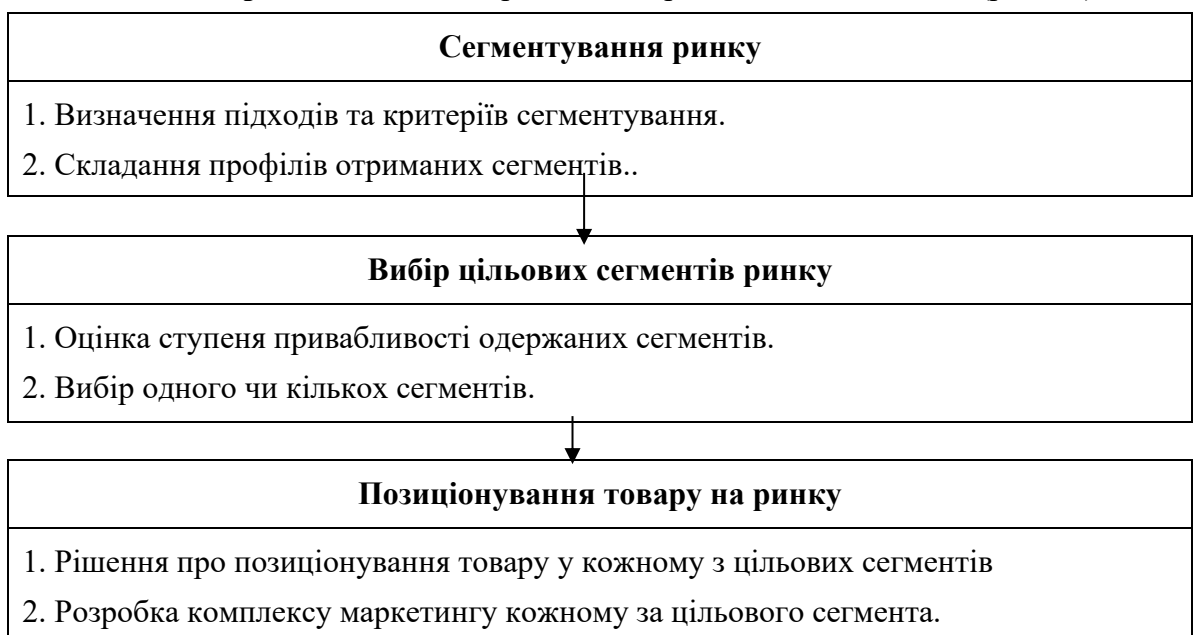 Сегментування ринку
1. Визначення підходів та критеріїв сегментування.
2. Складання профілів отриманих сегментів..
Вибір цільових сегментів ринку
1. Оцінка ступеня привабливості одержаних сегментів.
2. Вибір одного чи кількох сегментів.
Позиціонування товару на ринку
1. Рішення про позиціонування товару у кожному з цільових сегментів
2. Розробка комплексу маркетингу кожному за цільового сегмента.